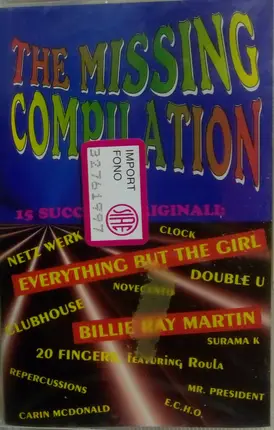 THE MISSING
COMPILATION
IMPORT
FONO
SIAE
32761997
15 ORIGINALI:
NETZ WERK
CLOCK
EVERYTHING BUT THE GIRL
DOUBLE U
NOVECENTO
CLUBHOUSE
BILLIE RAY MARTIN
SURAMA K
20 FINGERS featuring Roula
REPERCUSSIONS
MR. PRESIDENT
CARIN MCDONALD
E.C.H.O.